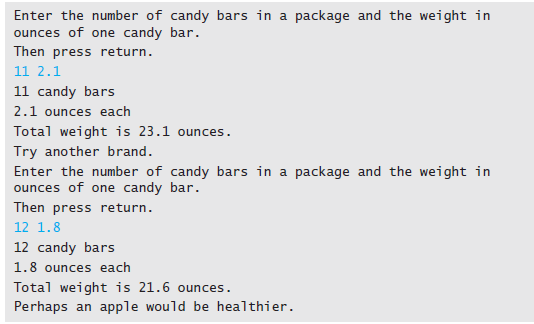 Enter the number of candy bars in a package and the weight in
ounces of one candy bar.
Then press return.
11 2.1
11 candy bars
2.1 ounces each
Total weight is 23.1 ounces.
Try another brand.
Enter the number of candy bars in a package and the weight in
ounces of one candy bar.
Then press return.
12 1.8
12 candy bars
1.8 ounces each
Total weight is 21.6 ounces.
Perhaps an apple would be healthier.